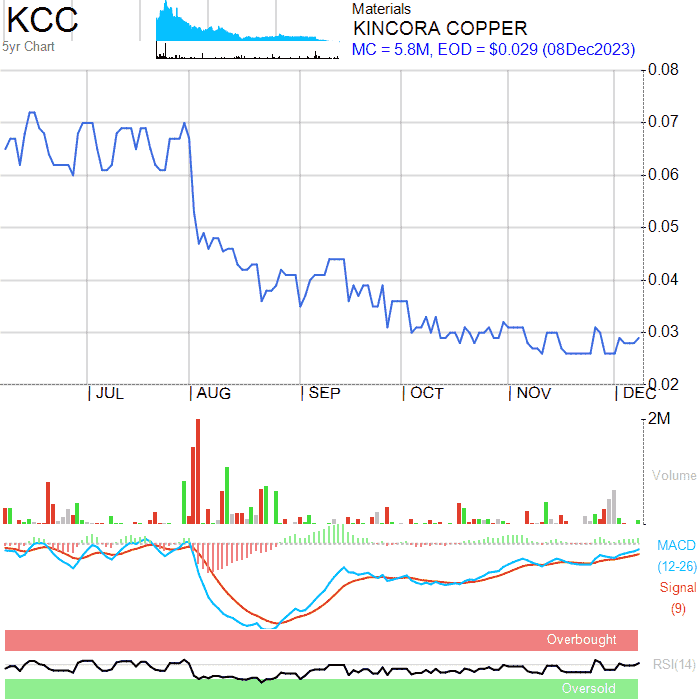 KCC
5yr Chart
Materials
KINCORA COPPER
MC = 5.8M, EOD = $0.029 (08Dec2023)
0.08
0.07
0.06
0.05
0.04
0.03
0.02
JUL AUG SEP OCT NOV DEC
2M
Volume
MACD
(12-26)
Signal
(9)
Overbought
RSI(14)
Oversold